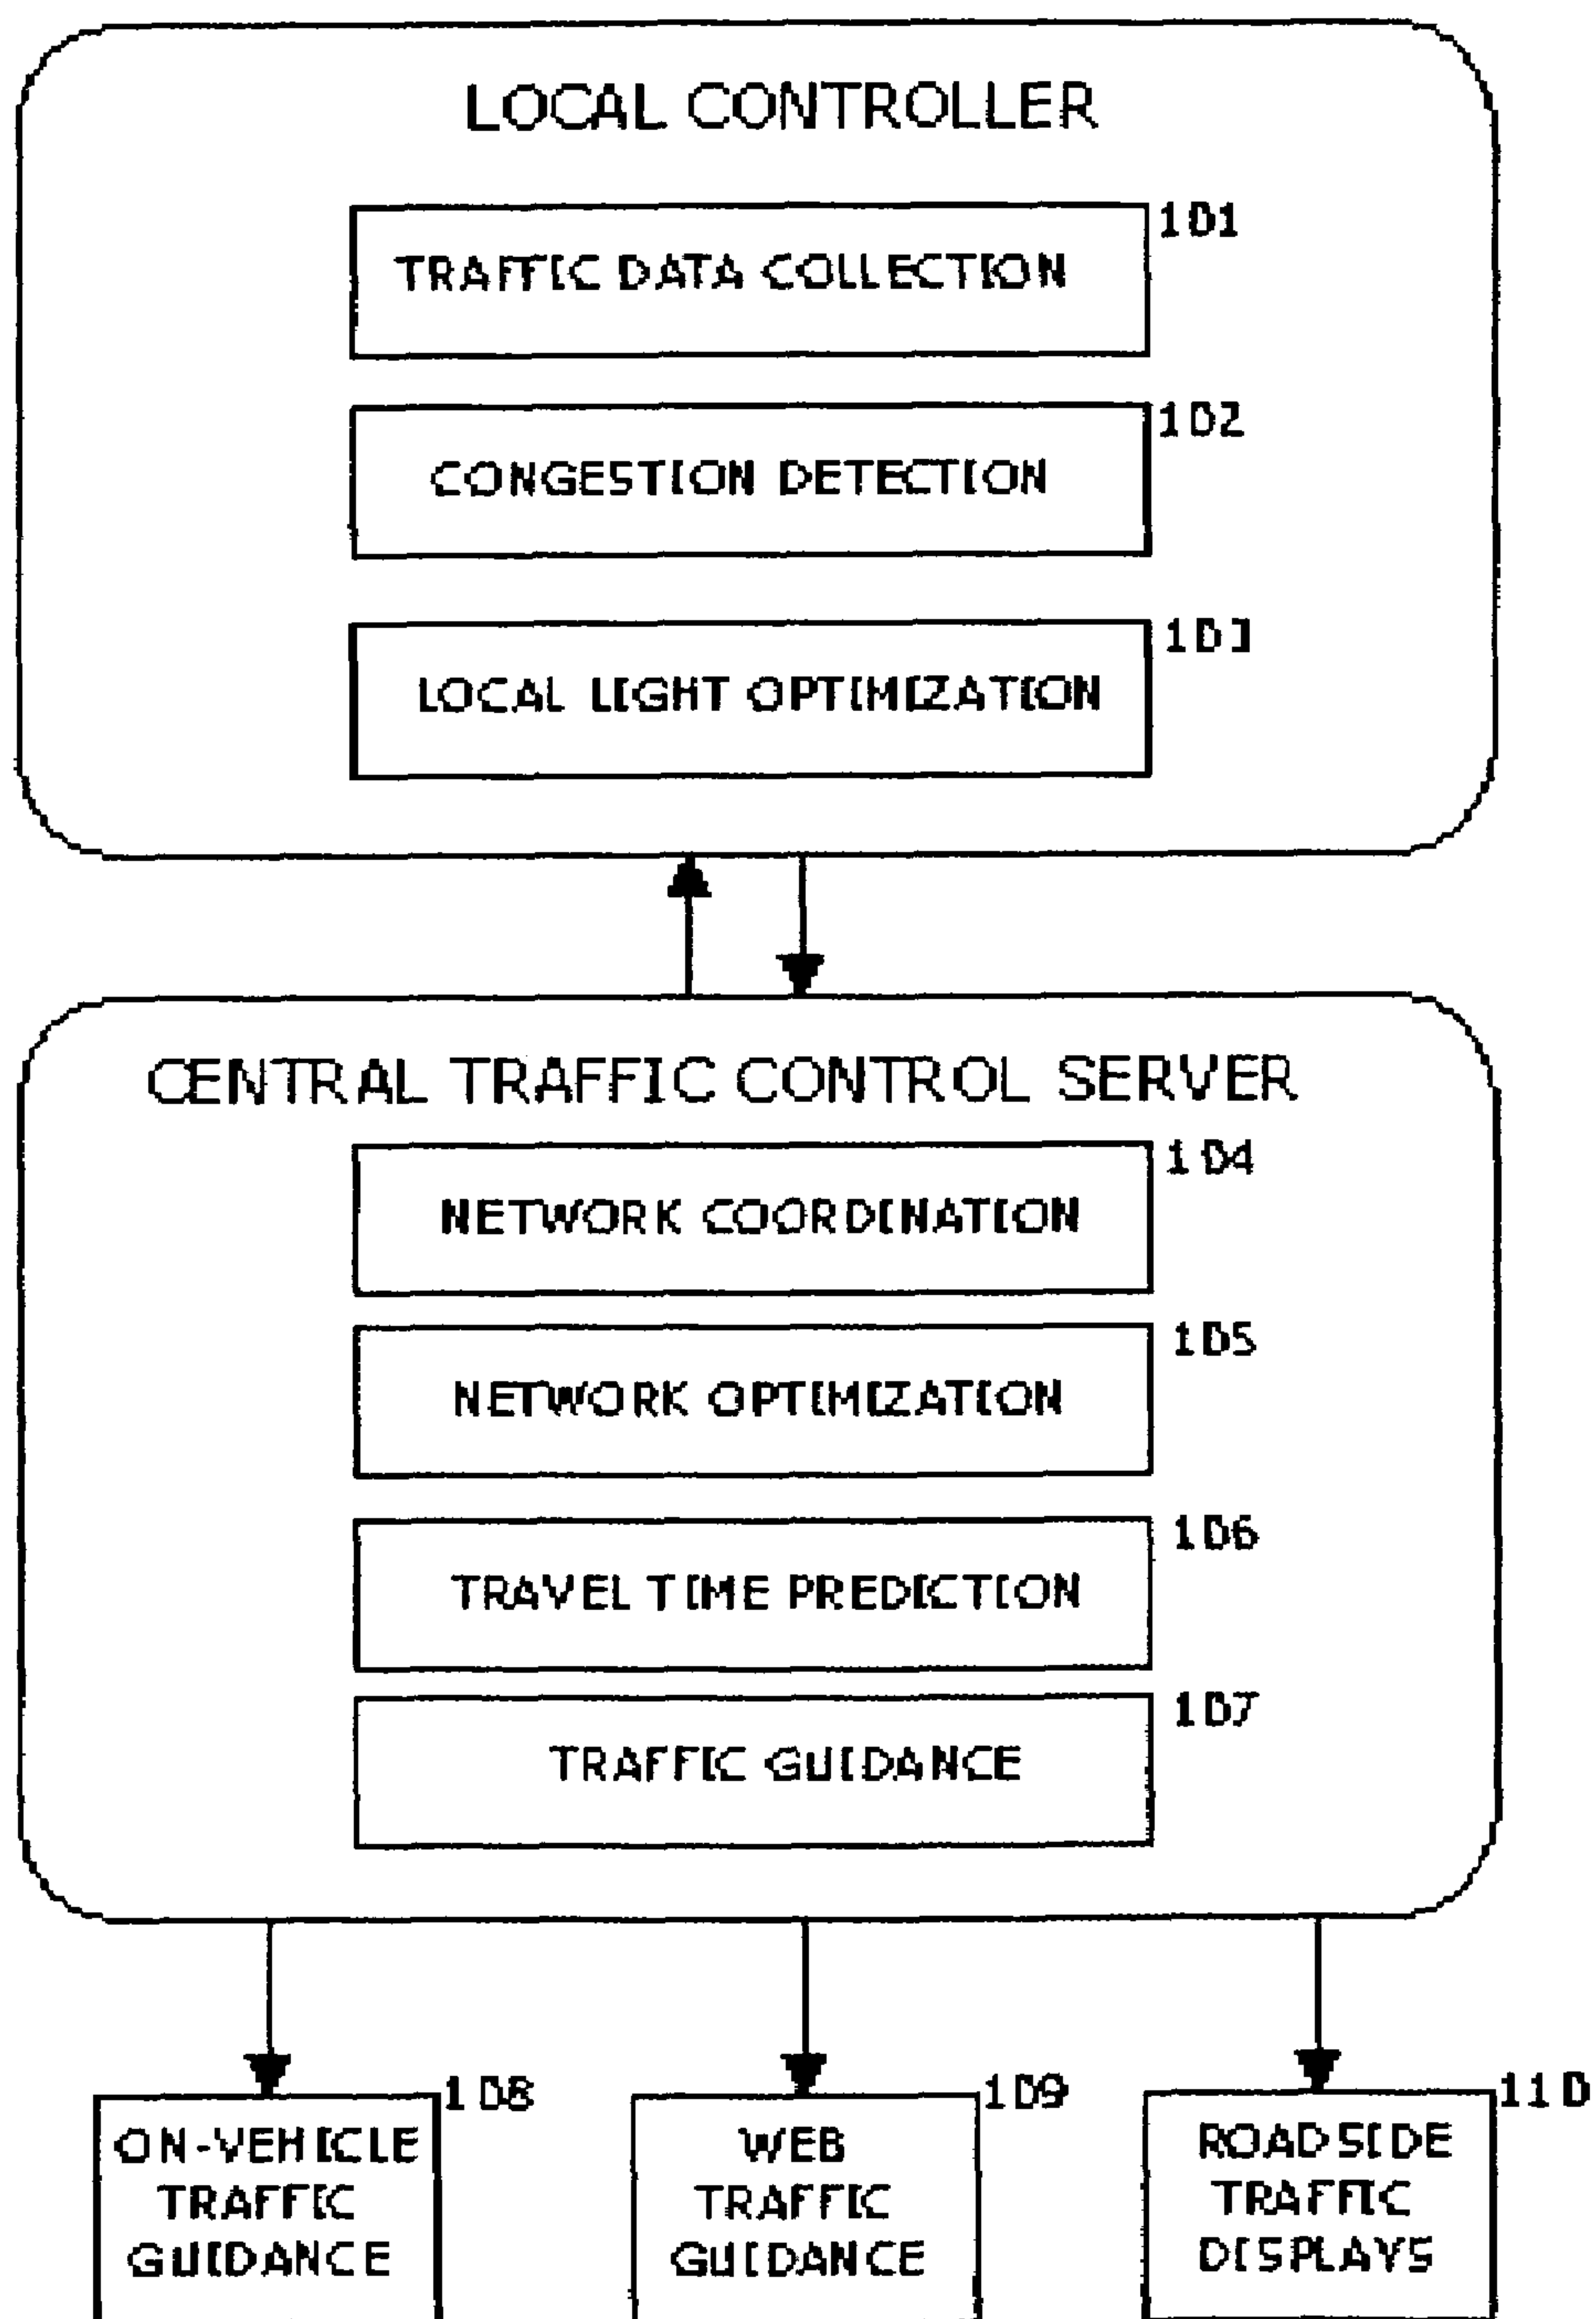 LOCAL CONTROLLER
101
TRAFFIC DATA COLLECTION
102
CONGESTION DETECTION
103
LOCAL LIGHT OPTIMIZATION
CENTRAL TRAFFIC CONTROL SERVER
104
NETWORK COORDINATION
105
NETWORK OPTIMIZATION
106
TRAVEL TIME PREDICTION
107
TRAFFIC GUIDANCE
108
ON-VEHICLE
TRAFFIC
GUIDANCE
109
WEB
TRAFFIC
GUIDANCE
110
ROADSIDE
TRAFFIC
DISPLAYS